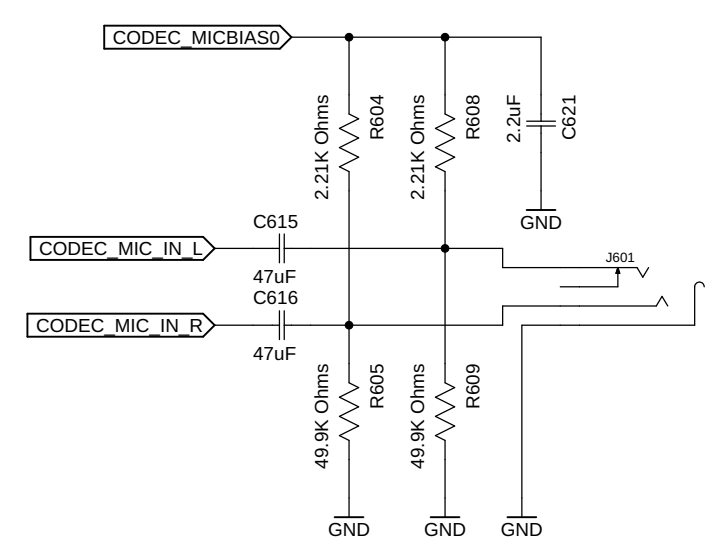 CODEC_MICBIAS0
2.21K Ohms
R604
2.21K Ohms
R608
2.2uF
C621
GND
C615
CODEC_MIC_IN_L
47uF
J601
C616
CODEC_MIC_IN_R
47uF
49.9K Ohms
R605
49.9K Ohms
R609
GND
GND
GND